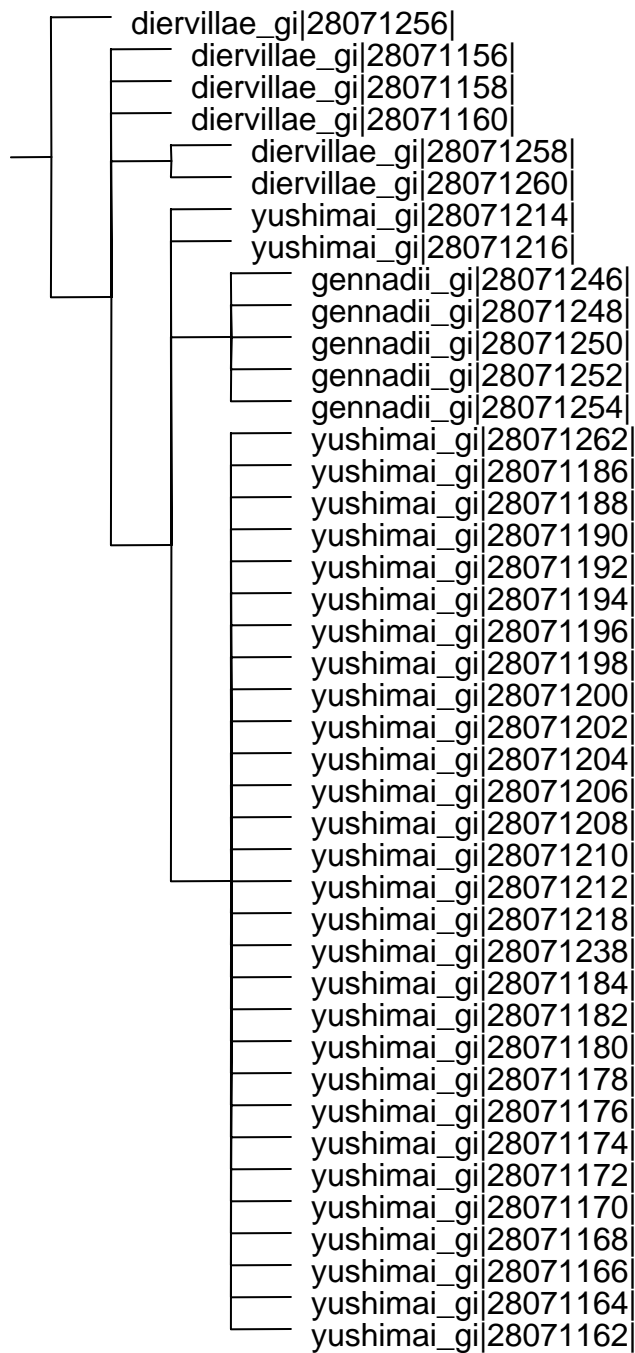 diervillae_gi|28071256|
diervillae_gi|28071156|
diervillae_gi|28071158|
diervillae_gi|28071160|
diervillae_gi|28071258|
diervillae_gi|28071260|
yushimai_gi|28071214|
yushimai_gi|28071216|
gennadii_gi|28071246|
gennadii_gi|28071248|
gennadii_gi|28071250|
gennadii_gi|28071252|
gennadii_gi|28071254|
yushimai_gi|28071262|
yushimai_gi|28071186|
yushimai_gi|28071188|
yushimai_gi|28071190|
yushimai_gi|28071192|
yushimai_gi|28071194|
yushimai_gi|28071196|
yushimai_gi|28071198|
yushimai_gi|28071200|
yushimai_gi|28071202|
yushimai_gi|28071204|
yushimai_gi|28071206|
yushimai_gi|28071208|
yushimai_gi|28071210|
yushimai_gi|28071212|
yushimai_gi|28071218|
yushimai_gi|28071238|
yushimai_gi|28071184|
yushimai_gi|28071182|
yushimai_gi|28071180|
yushimai_gi|28071178|
yushimai_gi|28071176|
yushimai_gi|28071174|
yushimai_gi|28071172|
yushimai_gi|28071170|
yushimai_gi|28071168|
yushimai_gi|28071166|
yushimai_gi|28071164|
yushimai_gi|28071162|